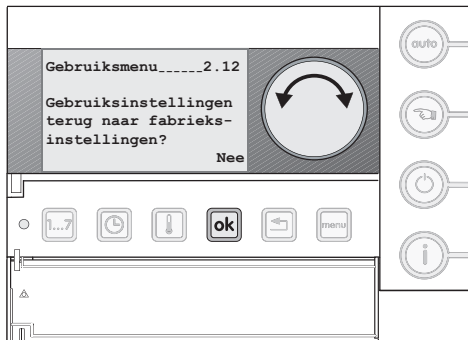 Gebruiksmenu______2.12
Gebruiksinstellingen
terug naar fabrieks-
instellingen?
Nee
1...7
ok
menu
auto
i